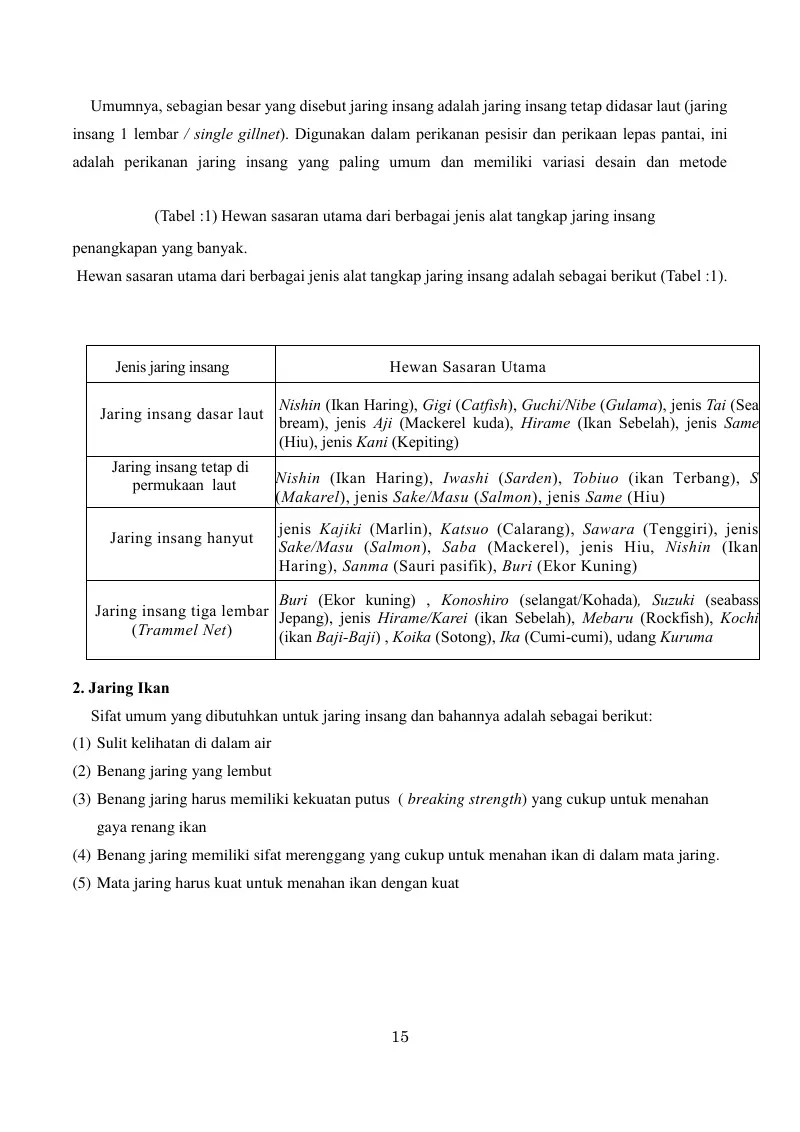 Umumnya, sebagian besar yang disebut jaring insang adalah jaring insang tetap didasar laut (jaring
insang 1 lembar / single gillnet). Digunakan dalam perikanan pesisir dan perikaan lepas pantai, ini
adalah perikanan jaring insang yang paling umum dan memiliki variasi desain dan metode
(Tabel :1) Hewan sasaran utama dari berbagai jenis alat tangkap jaring insang
penangkapan yang banyak.
Hewan sasaran utama dari berbagai jenis alat tangkap jaring insang adalah sebagai berikut (Tabel :1).
Jenis jaring insang
Hewan Sasaran Utama
Jaring insang dasar laut
Nishin (Ikan Haring), Gigi (Catfish), Guchi/Nibe (Gulama), jenis Tai (Sea
bream), jenis Aji (Mackerel kuda), Hirame (Ikan Sebelah), jenis Same
(Hiu), jenis Kani (Kepiting)
Jaring insang tetap di
permukaan laut
Nishin (Ikan Haring), Iwashi (Sarden), Tobiuo (ikan Terbang), S
(Makarel), jenis Sake/Masu (Salmon), jenis Same (Hiu)
Jaring insang hanyut
jenis Kajiki (Marlin), Katsuo (Calarang), Sawara (Tenggiri), jenis
Sake/Masu (Salmon), Saba (Mackerel), jenis Hiu, Nishin (Ikan
Haring), Sanma (Sauri pasifik), Buri (Ekor Kuning)
Jaring insang tiga lembar
(Trammel Net)
Buri (Ekor kuning) , Konoshiro (selangat/Kohada), Suzuki (seabass
Jepang), jenis Hirame/Karei (ikan Sebelah), Mebaru (Rockfish), Kochi
(ikan Baji-Baji) , Koika (Sotong), Ika (Cumi-cumi), udang Kuruma
2. Jaring Ikan
Sifat umum yang dibutuhkan untuk jaring insang dan bahannya adalah sebagai berikut:
(1) Sulit kelihatan di dalam air
(2) Benang jaring yang lembut
(3) Benang jaring harus memiliki kekuatan putus ( breaking strength) yang cukup untuk menahan
gaya renang ikan
(4) Benang jaring memiliki sifat merenggang yang cukup untuk menahan ikan di dalam mata jaring.
(5) Mata jaring harus kuat untuk menahan ikan dengan kuat
15